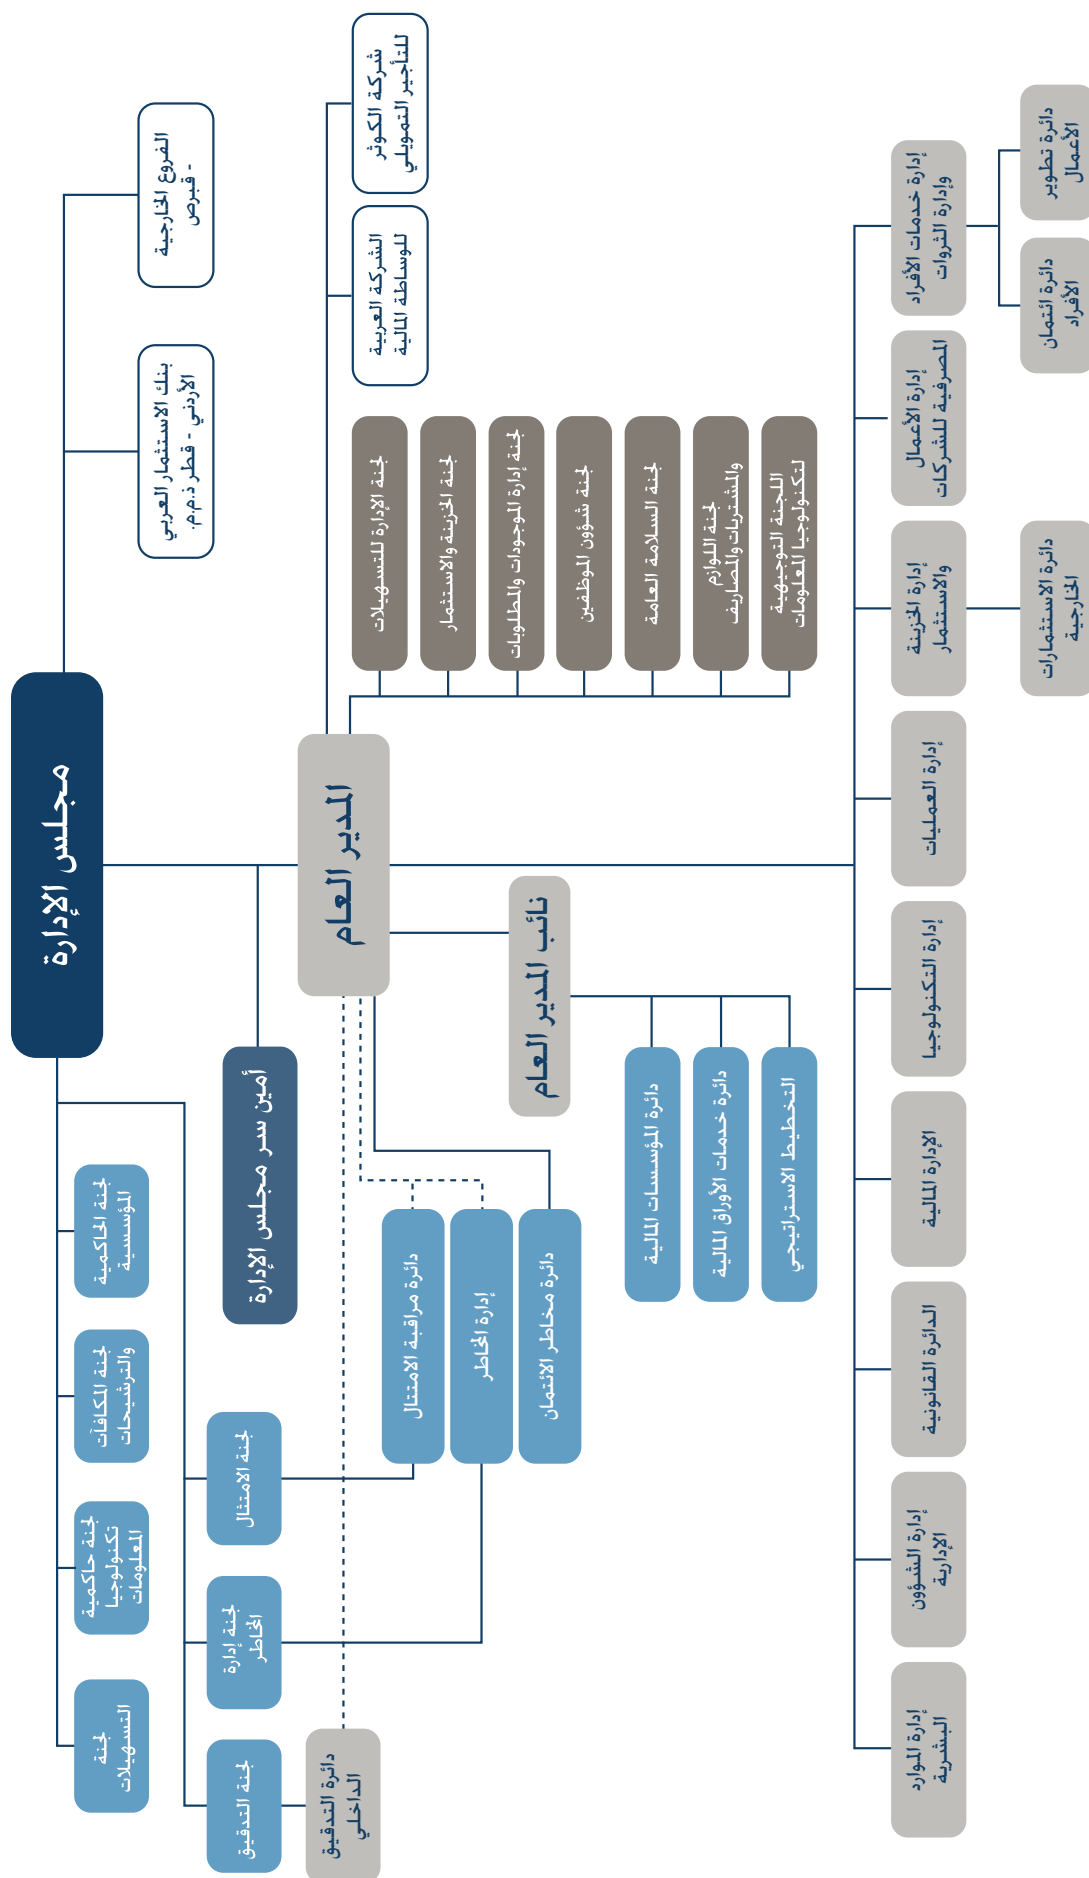 مجلس الإدارة
الفروع الخارجية
- قبرص
بنك الاستثمار العربي
الأردني - قطر ذ.م.م.
لجنة الحاكمية
المؤسسية
لجنة المكافآت
والترشيحات
لجنة حاكمية
تكنولوجيا
المعلومات
لجنة
التسهيلات
أمين سر مجلس الإدارة
لجنة الامتثال
لجنة إدارة
المخاطر
لجنة التدقيق
المدير العام
شركة الكوثر
للتأجير التمويلي
الشركة العربية
للوساطة المالية
دائرة التدقيق
الداخلي
لجنة الإدارة للتسهيلات
لجنة الخزينة والاستثمار
لجنة إدارة الموجودات والمطلوبات
لجنة شؤون الموظفين
لجنة السلامة العامة
لجنة اللوازم
والمشتريات والمصاريف
اللجنة التوجيهية
لتكنولوجيا المعلومات
دائرة مراقبة الامتثال
إدارة المخاطر
دائرة مخاطر الائتمان
نائب المدير العام
دائرة المؤسسات المالية
دائرة خدمات الأوراق المالية
التخطيط الاستراتيجي
إدارة خدمات الأفراد
وإدارة الثروات
إدارة الأعمال
المصرفية للشركات
إدارة الخزينة
والاستثمار
إدارة العمليات
إدارة التكنولوجيا
الإدارة المالية
الدائرة القانونية
إدارة الشؤون
الإدارية
إدارة الموارد
البشرية
دائرة تطوير
الأعمال
دائرة ائتمان
الأفراد
دائرة الاستثمارات
الخارجية